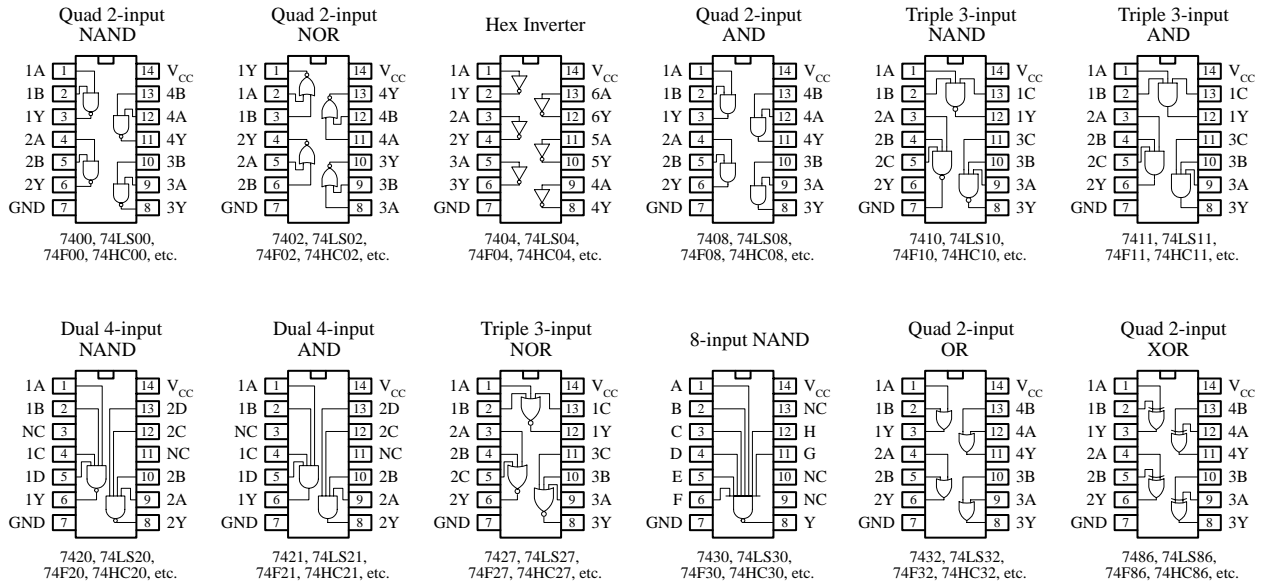 Quad 2-input Quad 2-input Hex Inverter Quad 2-input Triple 3-input Triple 3-input
NAND NOR AND NAND AND
1A 1 14 VCC 1Y 1 14 VCC 1A 1 14 VCC 1A 1 14 VCC 1A 1 14 VCC 1A 1 14 VCC
1B 2 13 4B 1A 2 13 4Y 1Y 2 13 6A 1B 2 13 4B 1B 2 13 1C 1B 2 13 1C
1Y 3 12 4A 1B 3 12 4B 2A 3 12 6Y 1Y 3 12 4A 2A 3 12 1Y 2A 3 12 1Y
2A 4 11 4Y 2Y 4 11 4A 2Y 4 11 5A 2A 4 11 4Y 2B 4 11 3C 2B 4 11 3C
2B 5 10 3B 2A 5 10 3Y 3A 5 10 5Y 2B 5 10 3B 2C 5 10 3B 2C 5 10 3B
2Y 6 9 3A 2B 6 9 3B 3Y 6 9 4A 2Y 6 9 3A 2Y 6 9 3A 2Y 6 9 3A
GND 7 8 3Y GND 7 8 3A GND 7 8 4Y GND 7 8 3Y GND 7 8 3Y GND 7 8 3Y
7400, 74LS00, 7402, 74LS02, 7404, 74LS04, 7408, 74LS08, 7410, 74LS10, 7411, 74LS11,
74F00, 74HC00, etc. 74F02, 74HC02, etc. 74F04, 74HC04, etc. 74F08, 74HC08, etc. 74F10, 74HC10, etc. 74F11, 74HC11, etc.
Dual 4-input Dual 4-input Triple 3-input 8-input NAND Quad 2-input Quad 2-input
NAND AND NOR OR XOR
1A 1 14 VCC 1A 1 14 VCC 1A 1 14 VCC A 1 14 VCC 1A 1 14 VCC 1A 1 14 VCC
1B 2 13 2D 1B 2 13 2D 1B 2 13 1C B 2 13 NC 1B 2 13 4B 1B 2 13 4B
NC 3 12 2C NC 3 12 2C 2A 3 12 1Y C 3 12 H 1Y 3 12 4A 1Y 3 12 4A
1C 4 11 NC 1C 4 11 NC 2B 4 11 3C D 4 11 G 2A 4 11 4Y 2A 4 11 4Y
1D 5 10 2B 1D 5 10 2B 2C 5 10 3B E 5 10 NC 2B 5 10 3B 2B 5 10 3B
1Y 6 9 2A 1Y 6 9 2A 2Y 6 9 3A F 6 9 NC 2Y 6 9 3A 2Y 6 9 3A
GND 7 8 2Y GND 7 8 2Y GND 7 8 3Y GND 7 8 Y GND 7 8 3Y GND 7 8 3Y
7420, 74LS20, 7421, 74LS21, 7427, 74LS27, 7430, 74LS30, 7432, 74LS32, 7486, 74LS86,
74F20, 74HC20, etc. 74F21, 74HC21, etc. 74F27, 74HC27, etc. 74F30, 74HC30, etc. 74F32, 74HC32, etc. 74F86, 74HC86, etc.